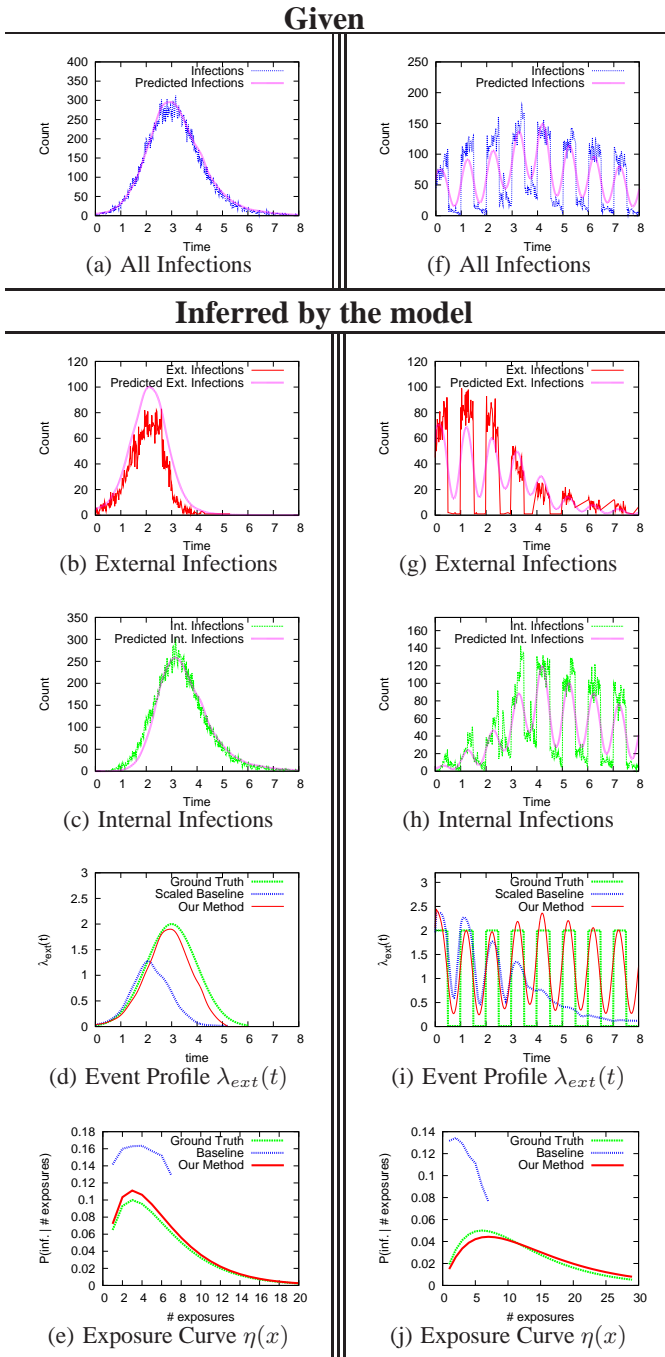 Given
Infections
Predicted Infections
Count
400
350
300
250
200
150
100
50
0
0 1 2 3 4 5 6 7 8
Time
(a) All Infections
Infections
Predicted Infections
Count
250
200
150
100
50
0
0 1 2 3 4 5 6 7 8
Time
(f) All Infections
Inferred by the model
Ext. Infections
Predicted Ext. Infections
Count
120
100
80
60
40
20
0
0 1 2 3 4 5 6 7 8
Time
(b) External Infections
Ext. Infections
Predicted Ext. Infections
Count
120
100
80
60
40
20
0
0 1 2 3 4 5 6 7 8
Time
(g) External Infections
Int. Infections
Predicted Int. Infections
Count
350
300
250
200
150
100
50
0
0 1 2 3 4 5 6 7 8
Time
(c) Internal Infections
Int. Infections
Predicted Int. Infections
Count
160
140
120
100
80
60
40
20
0
0 1 2 3 4 5 6 7 8
Time
(h) Internal Infections
Ground Truth
Scaled Baseline
Our Method
λext(t)
3
2.5
2
1.5
1
0.5
0
0 1 2 3 4 5 6 7 8
time
(d) Event Profile λext(t)
Ground Truth
Scaled Baseline
Our Method
λext(t)
3
2.5
2
1.5
1
0.5
0
0 1 2 3 4 5 6 7 8
Time
(i) Event Profile λext(t)
Ground Truth
Baseline
Our Method
P(inf. | # exposures)
0.18
0.16
0.14
0.12
0.1
0.08
0.06
0.04
0.02
0
0 2 4 6 8 10 12 14 16 18 20
# exposures
(e) Exposure Curve η(x)
Ground Truth
Baseline
Our Method
P(inf. | # exposures)
0.14
0.12
0.1
0.08
0.06
0.04
0.02
0
0 5 10 15 20 25 30
# exposures
(j) Exposure Curve η(x)